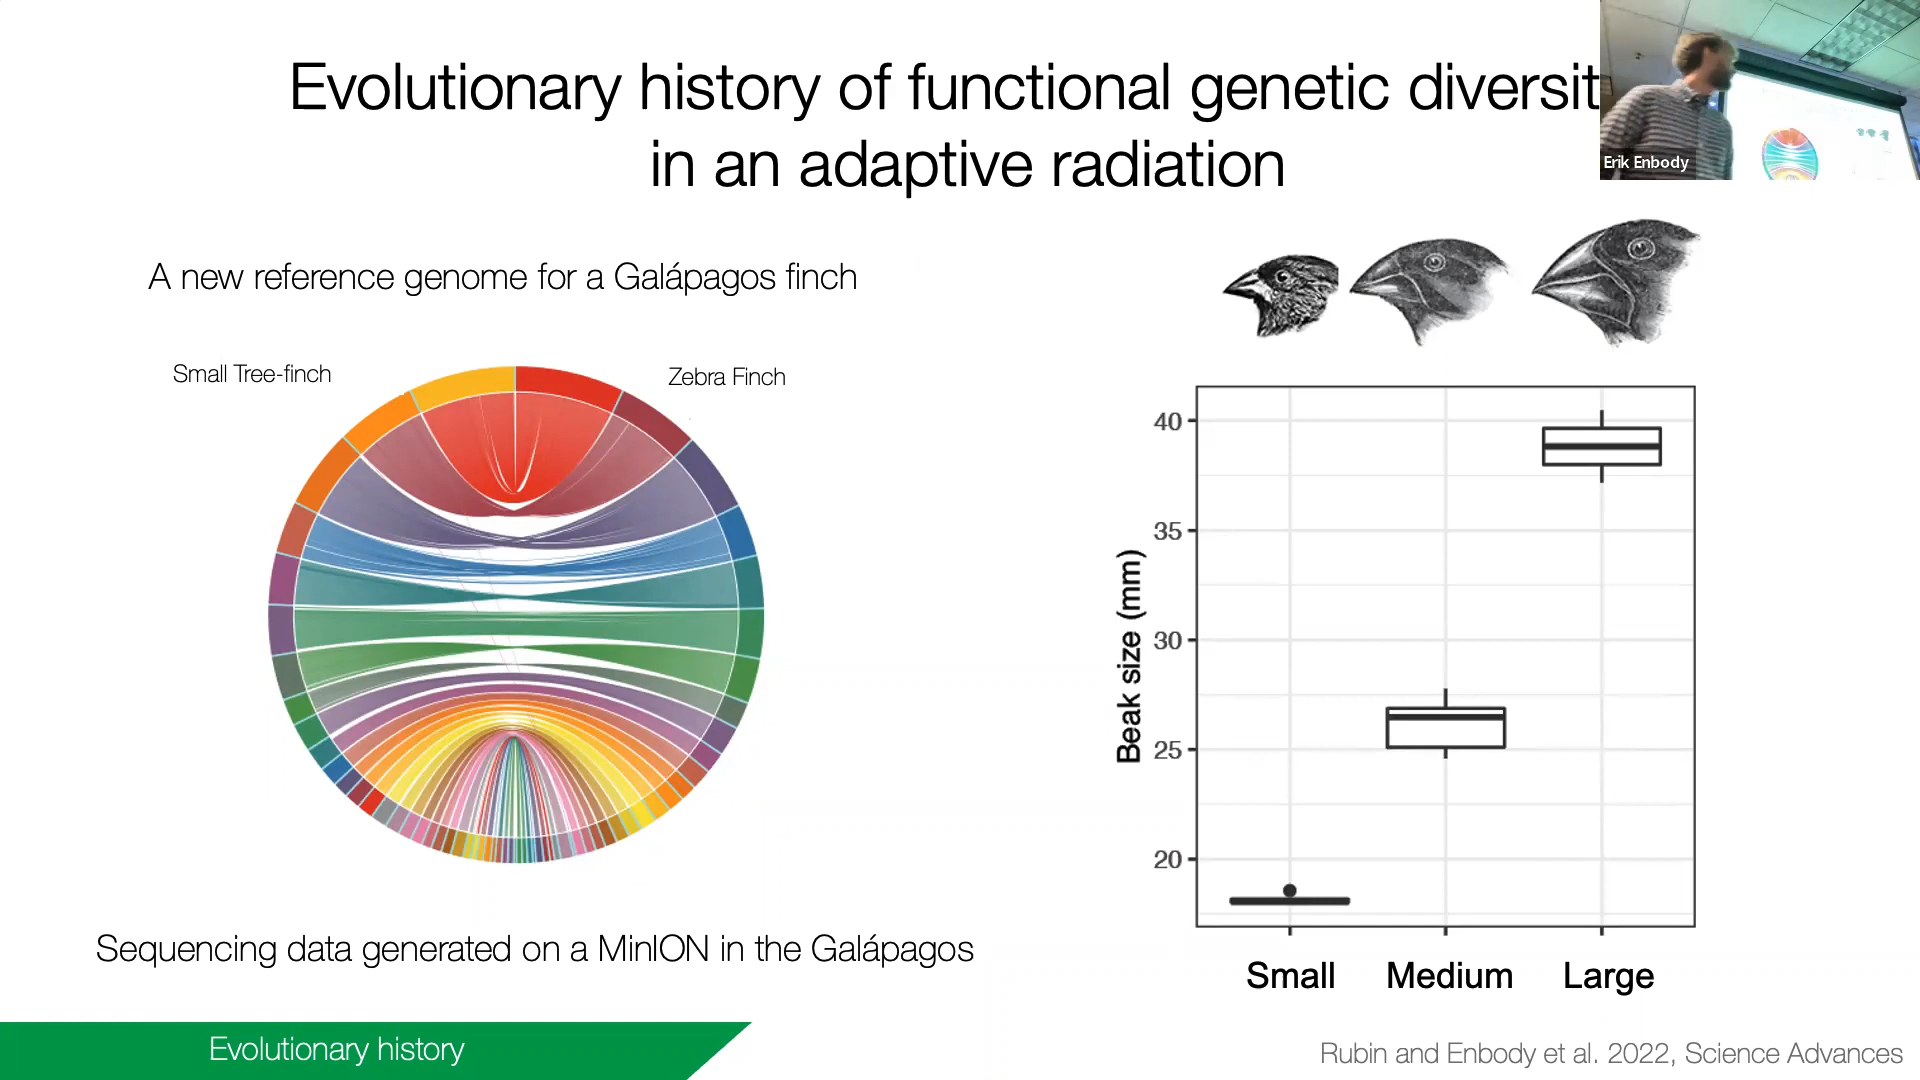 Evolutionary history of functional genetic diversit
in an adaptive radiation
Erik Enbody
A new reference genome for a Galápagos finch
Small Tree-finch
Zebra Finch
Beak size (mm)
40
35
30
25
20
Small Medium Large
Sequencing data generated on a MinION in the Galápagos
Evolutionary history
Rubin and Enbody et al. 2022, Science Advances